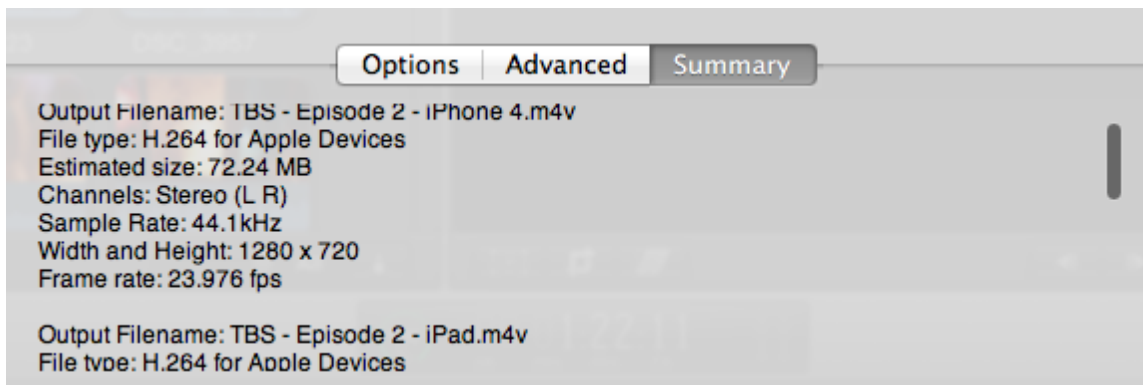 Options Advanced Summary
Output Filename: TBS - Episode 2 - iPhone 4.m4v
File type: H.264 for Apple Devices
Estimated size: 72.24 MB
Channels: Stereo (L R)
Sample Rate: 44.1kHz
Width and Height: 1280 x 720
Frame rate: 23.976 fps
Output Filename: TBS - Episode 2 - iPad.m4v
File type: H.264 for Apple Devices